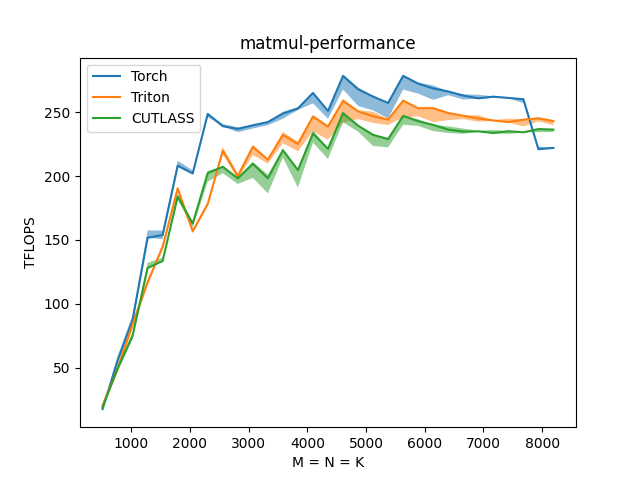 matmul-performance
Torch
Triton
CUTLASS
TFLOPS
250
200
150
100
50
1000 2000 3000 4000 5000 6000 7000 8000
M = N = K